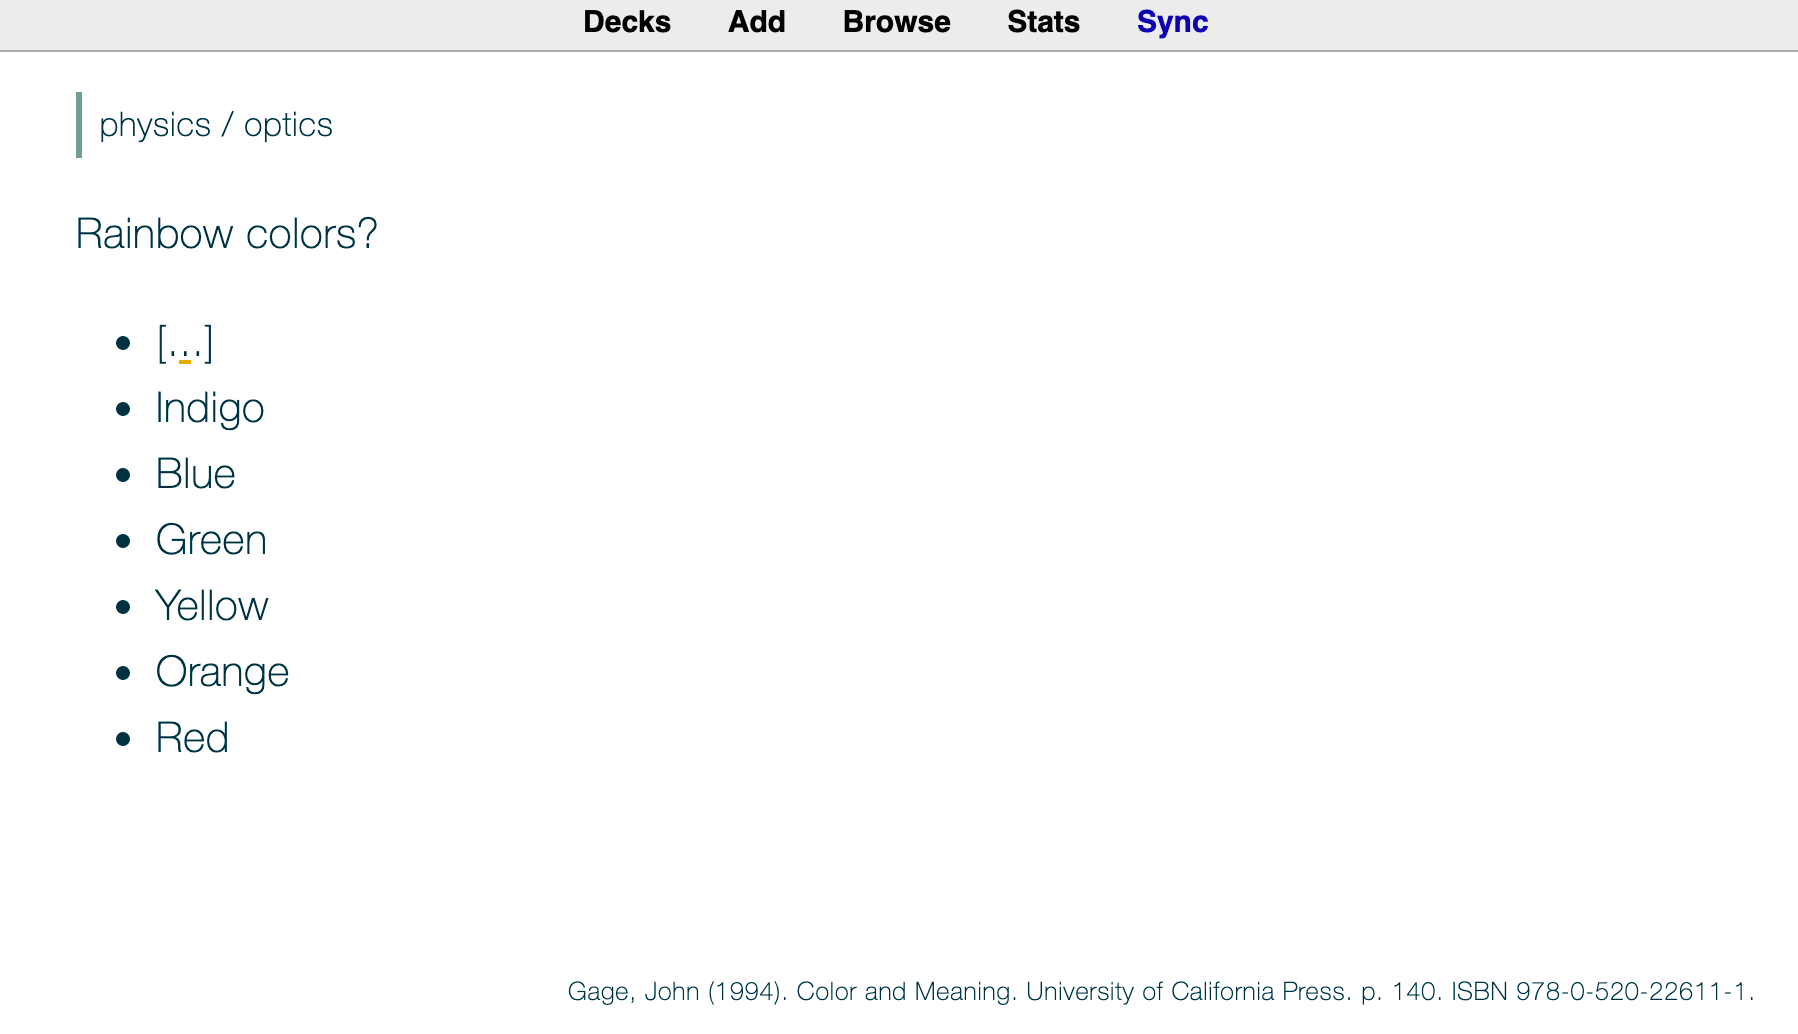 Decks Add Browse Stats Sync
physics / optics
Rainbow colors?
[...]
Indigo
Blue
Green
Yellow
Orange
Red
Gage, John (1994). Color and Meaning. University of California Press. p. 140. ISBN 978-0-520-22611-1.